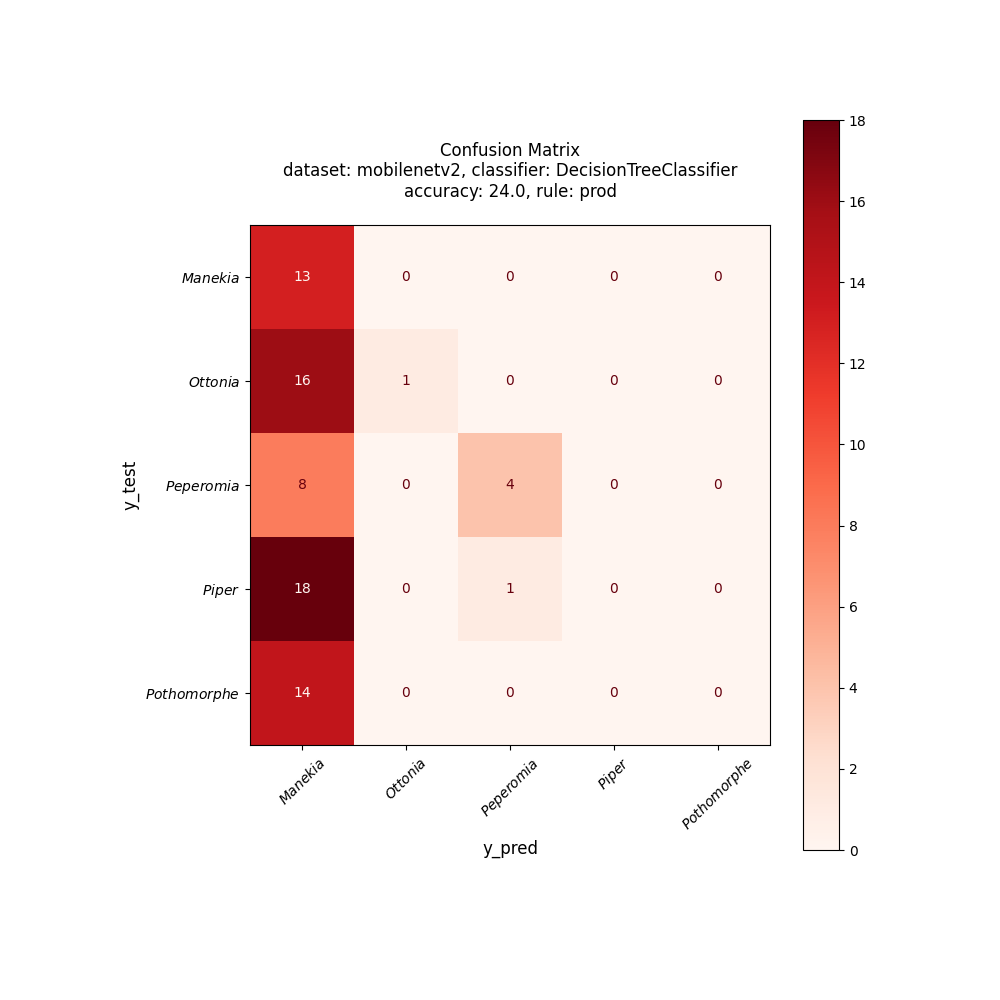 Confusion Matrix
dataset: mobilenetv2, classifier: DecisionTreeClassifier
accuracy: 24.0, rule: prod
y_test
Manekia 13 0 0 0 0
Ottonia 16 1 0 0 0
Peperomia 8 0 4 0 0
Piper 18 0 1 0 0
Pothomorphe 14 0 0 0 0
Manekia Ottonia Peperomia Piper Pothomorphe
y_pred
18
16
14
12
10
8
6
4
2
0